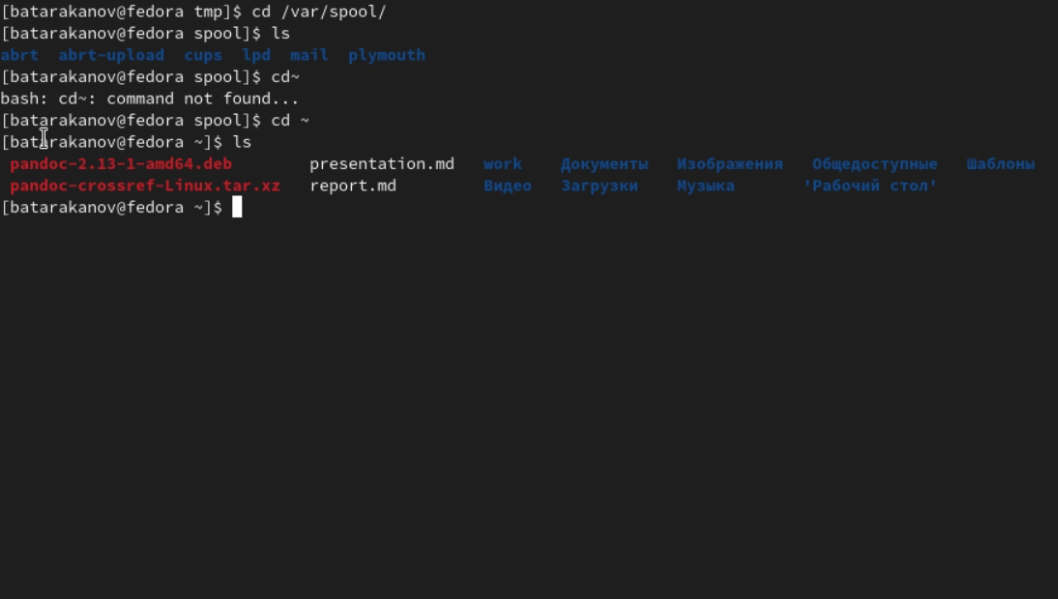 [batarakanov@fedora tmp]$ cd /var/spool/
[batarakanov@fedora spool]$ ls
abrt  abrt-upload  cups  lpd  mail  plymouth
[batarakanov@fedora spool]$ cd~
bash: cd~: command not found...
[batarakanov@fedora spool]$ cd ~
[batarakanov@fedora ~]$ ls
pandoc-2.13-1-amd64.deb  presentation.md  work  Документы  Изображения  Общедоступные  Шаблоны
pandoc-crossref-Linux.tar.xz  report.md  Видео  Загрузки  Музыка  'Рабочий стол'
[batarakanov@fedora ~]$